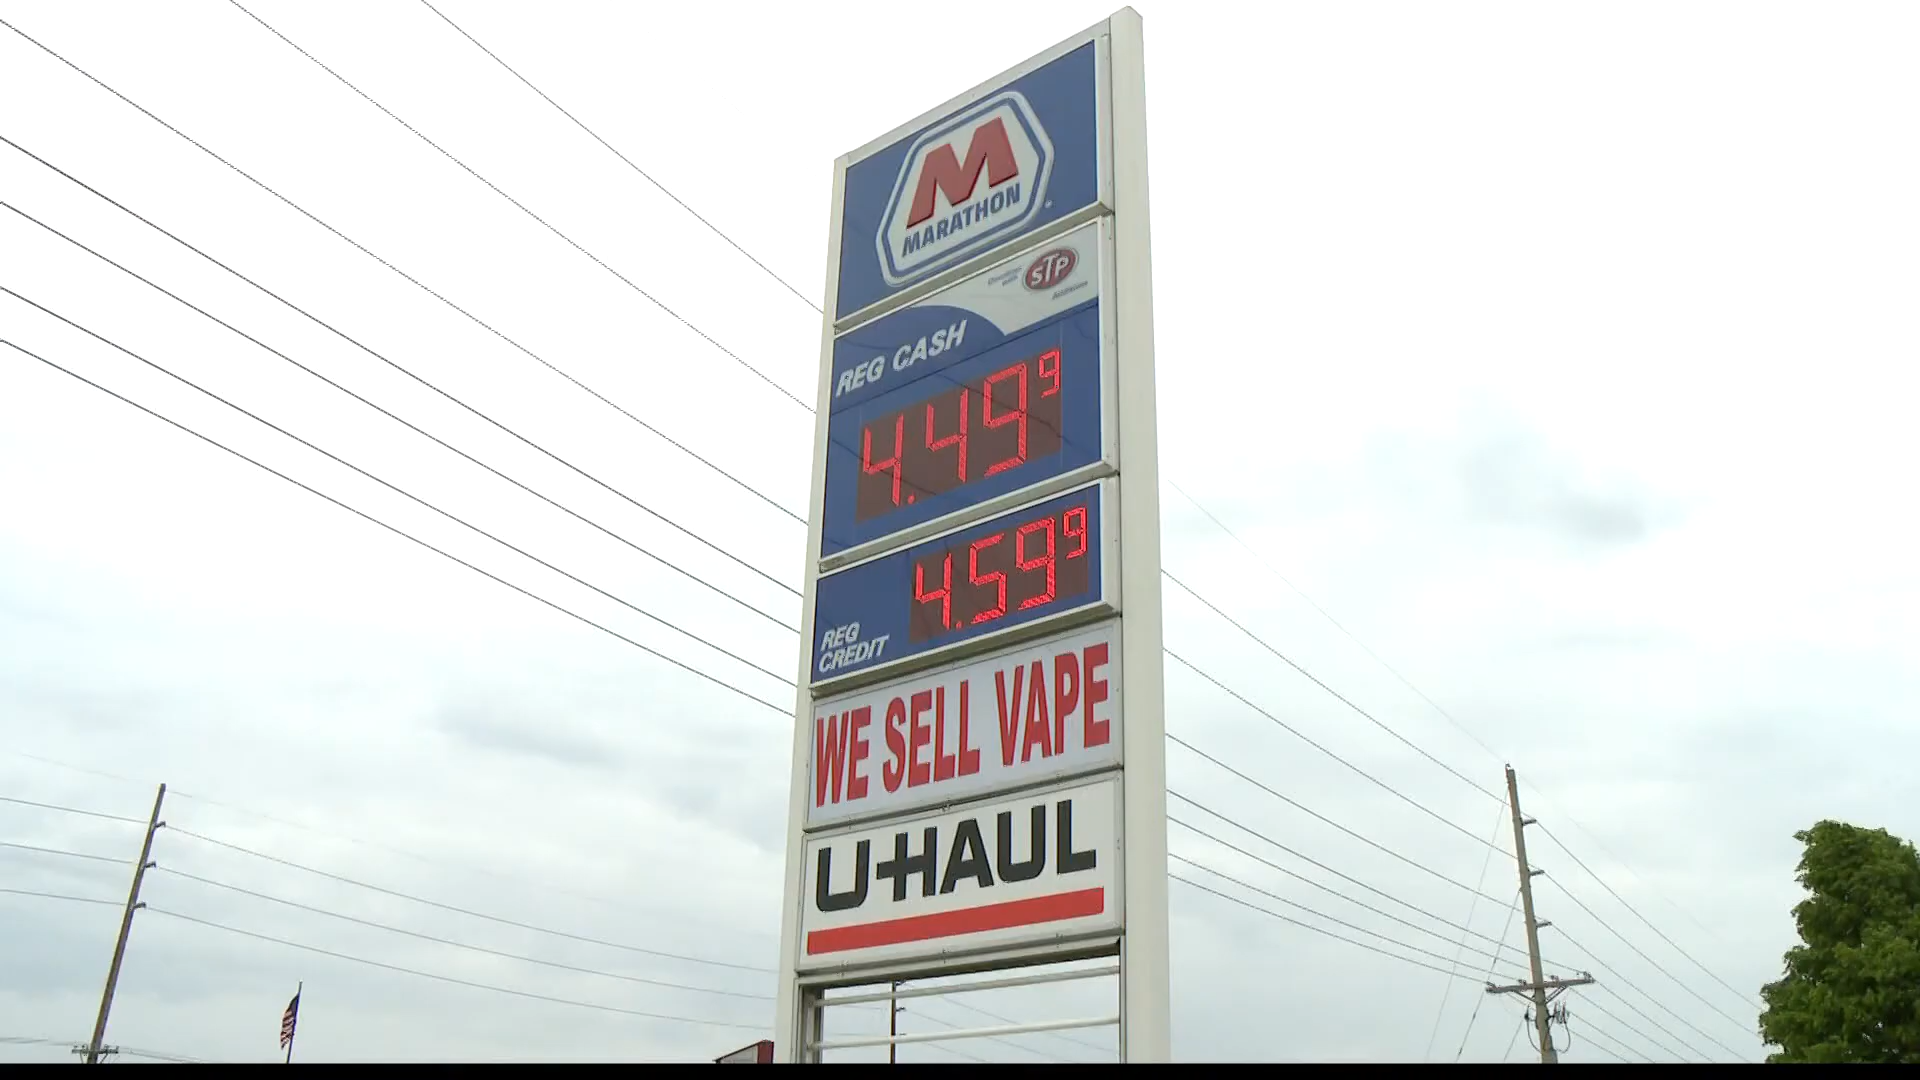 M
MARATHON
STP
REG CASH
4.49 9
4.59 9
REG
CREDIT
WE SELL VAPE
U-HAUL